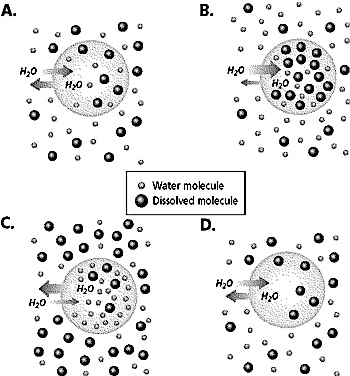 A.
H₂O
H₂O
B.
H₂O
H₂O
Water molecule
Dissolved molecule
C.
H₂O
H₂O
D.
H₂O
H₂O